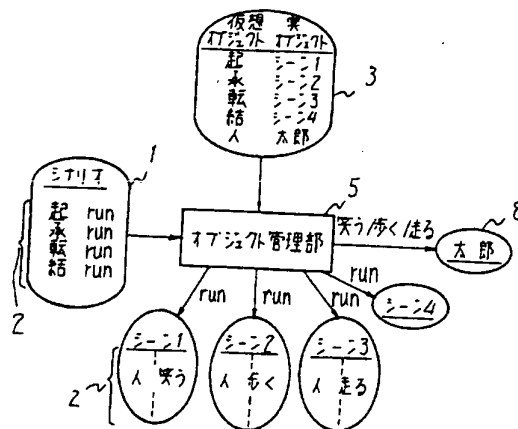 仮想 実
オブジェクト オブジェクト
起 シーン1
承 シーン2
転 シーン3
結 シーン4
人 太郎
3
1
シナリオ
起 run
承 run
転 run
結 run
2
5
オブジェクト管理部
笑う/歩く/走る
8
太郎
run
シーン4
run
run
run
シーン1
人 笑う
シーン2
人 歩く
シーン3
人 走る
2